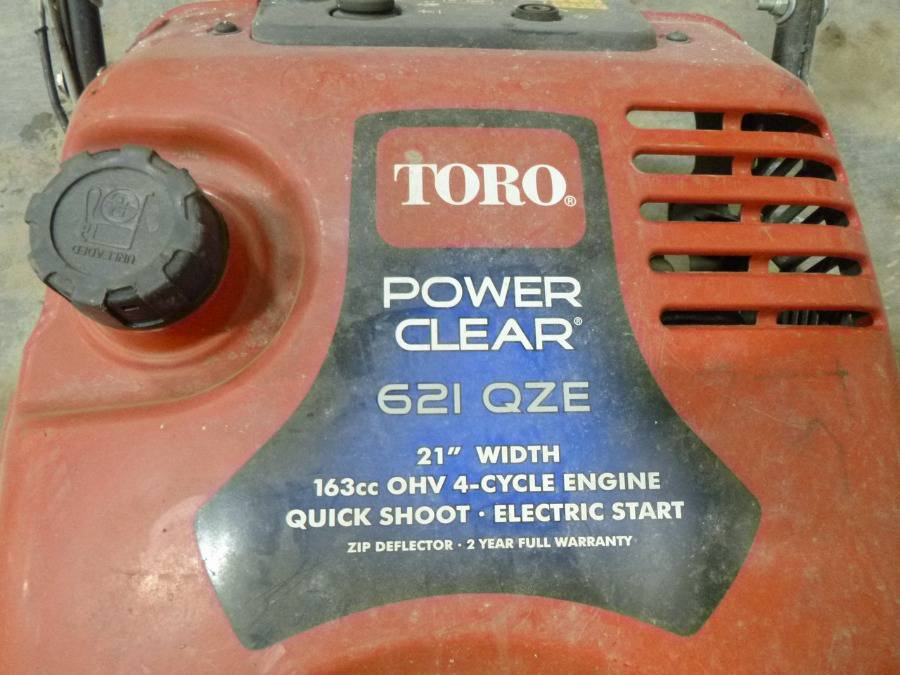 TORO®
POWER
CLEAR®
621 QZE
21" WIDTH
163cc OHV 4-CYCLE ENGINE
QUICK SHOOT · ELECTRIC START
ZIP DEFLECTOR · 2 YEAR FULL WARRANTY
UNLEADED